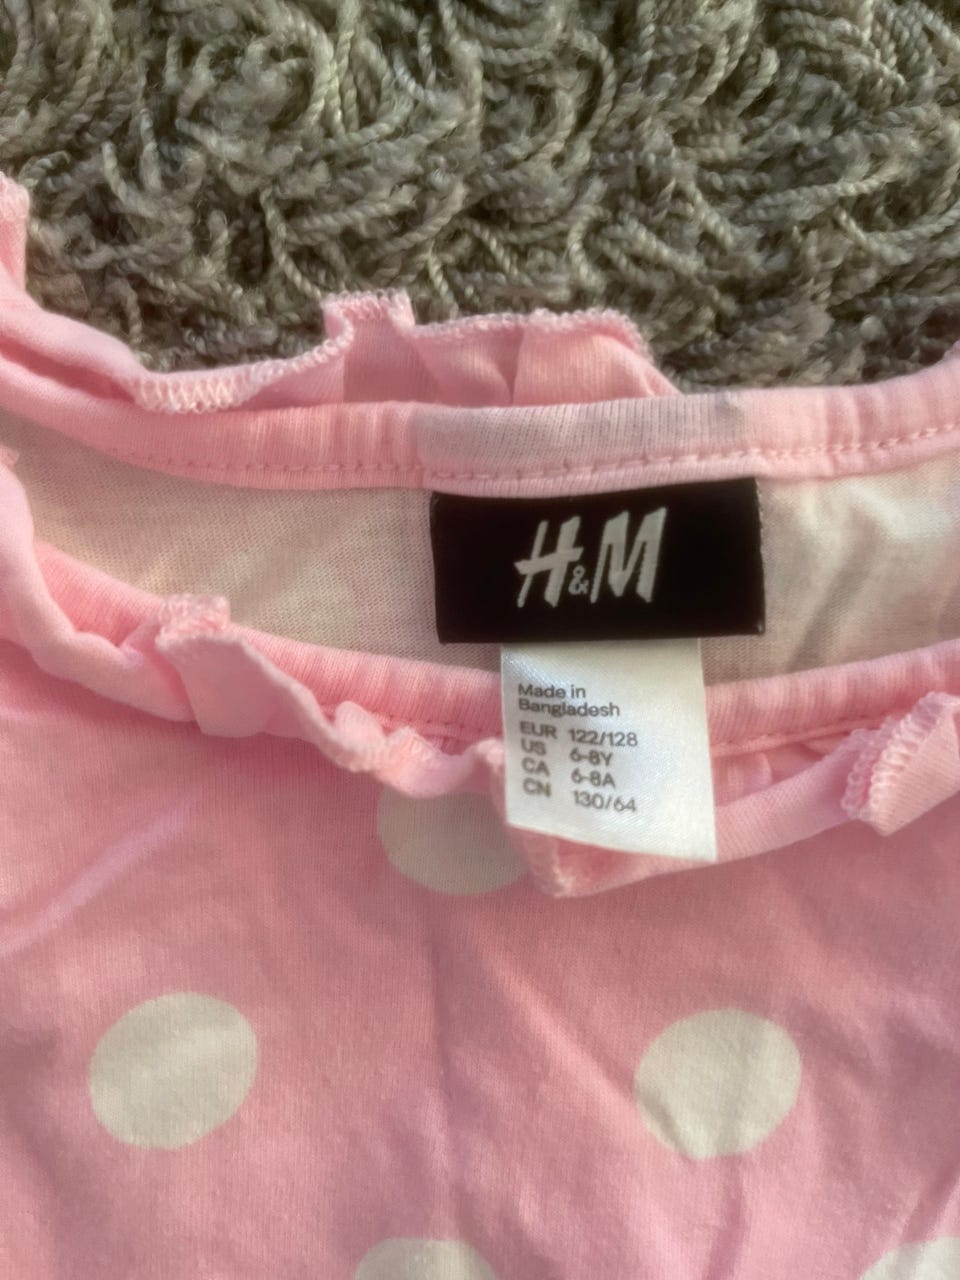 H&M
Made in
Bangladesh
EUR 122/128
US 6-8Y
CA 6-8A
CN 130/64